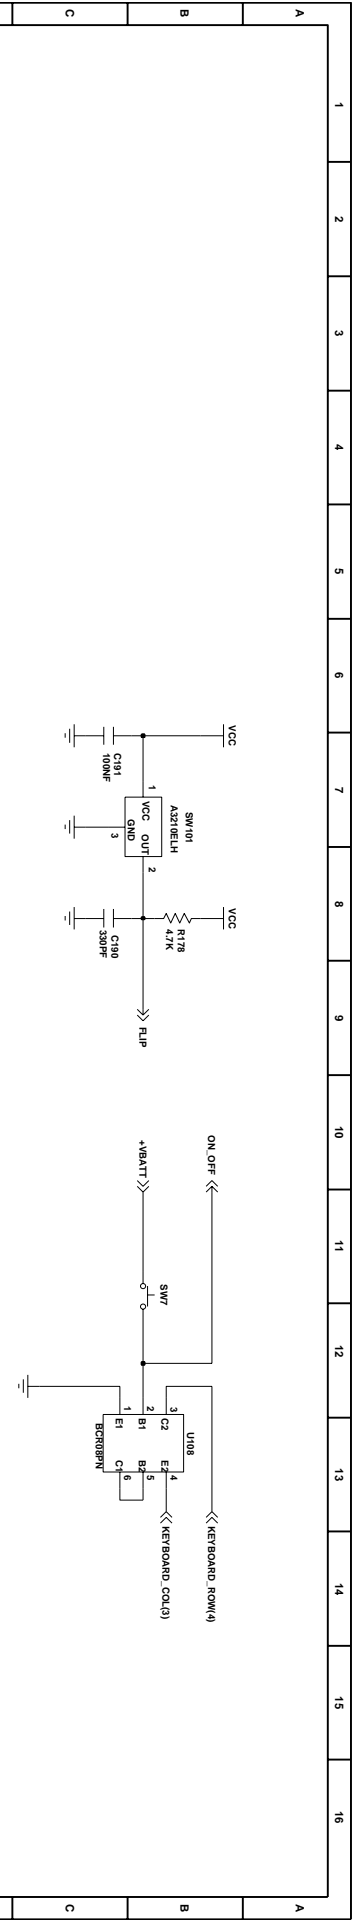 1
2
3
4
5
6
7
8
9
10
11
12
13
14
15
16
A
A
B
B
C
C
VCC
C191
100NF
SW101
A3210ELH
1
VCC
OUT
GND
2
3
VCC
R178
4.7K
C190
330PF
FLIP
ON_OFF
+VBATT
SW7
U108
3
C2
E2
4
2
B1
B2
5
1
E1
C1
6
BCR08PN
KEYBOARD_ROW(4)
KEYBOARD_COL(3)